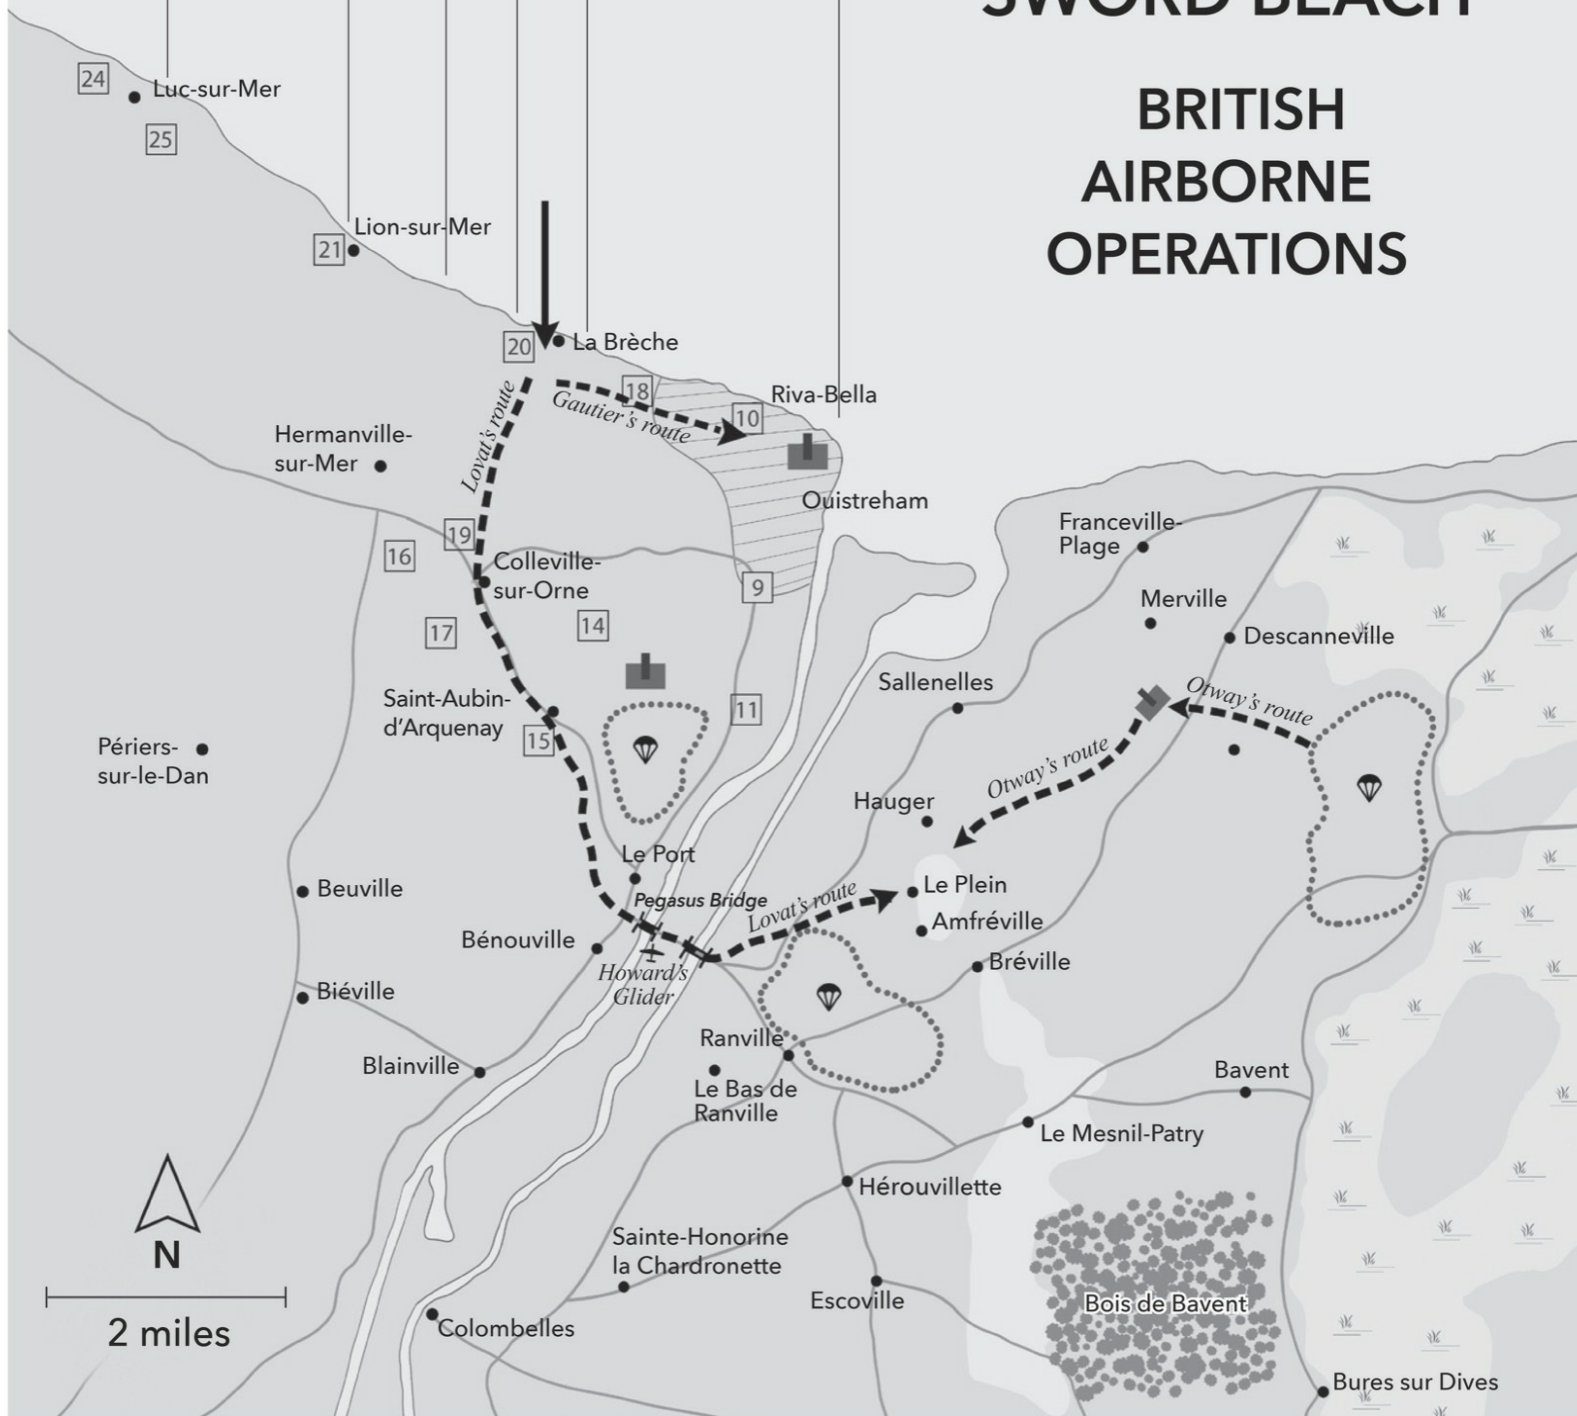 SWORD BEACH
BRITISH
AIRBORNE
OPERATIONS
24
Luc-sur-Mer
25
Lion-sur-Mer
21
20
La Brèche
18
Riva-Bella
10
Gautier's route
Lovat's route
Hermanville-
sur-Mer
Ouistreham
19
16
Colleville-
sur-Orne
9
17
14
Franceville-
Plage
Merville
Descanneville
Sallenelles
Saint-Aubin-
d'Arquenay
15
11
Otway's route
Périers-
sur-le-Dan
Otway's route
Hauger
Le Port
Beuville
Pegasus Bridge
Lovat's route
Le Plein
Amfréville
Bénouville
Howard's
Glider
Bréville
Biéville
Ranville
Blainville
Le Bas de
Ranville
Bavent
Le Mesnil-Patry
Hérouvillette
N
2 miles
Sainte-Honorine
la Chardronette
Escoville
Bois de Bavent
Colombelles
Bures sur Dives